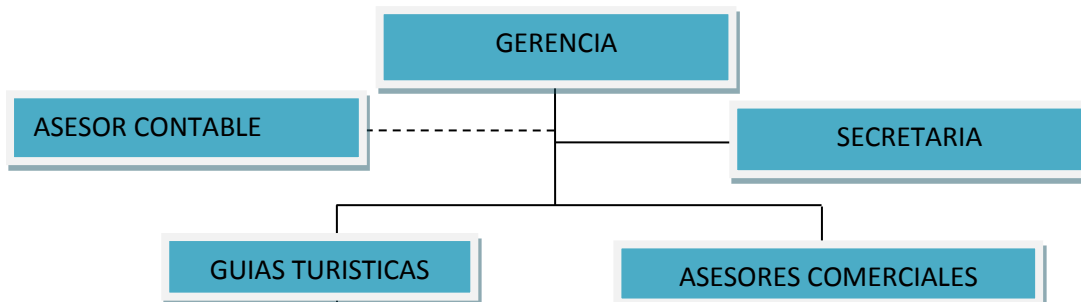 GERENCIA
ASESOR CONTABLE
SECRETARIA
GUIAS TURISTICAS
ASESORES COMERCIALES